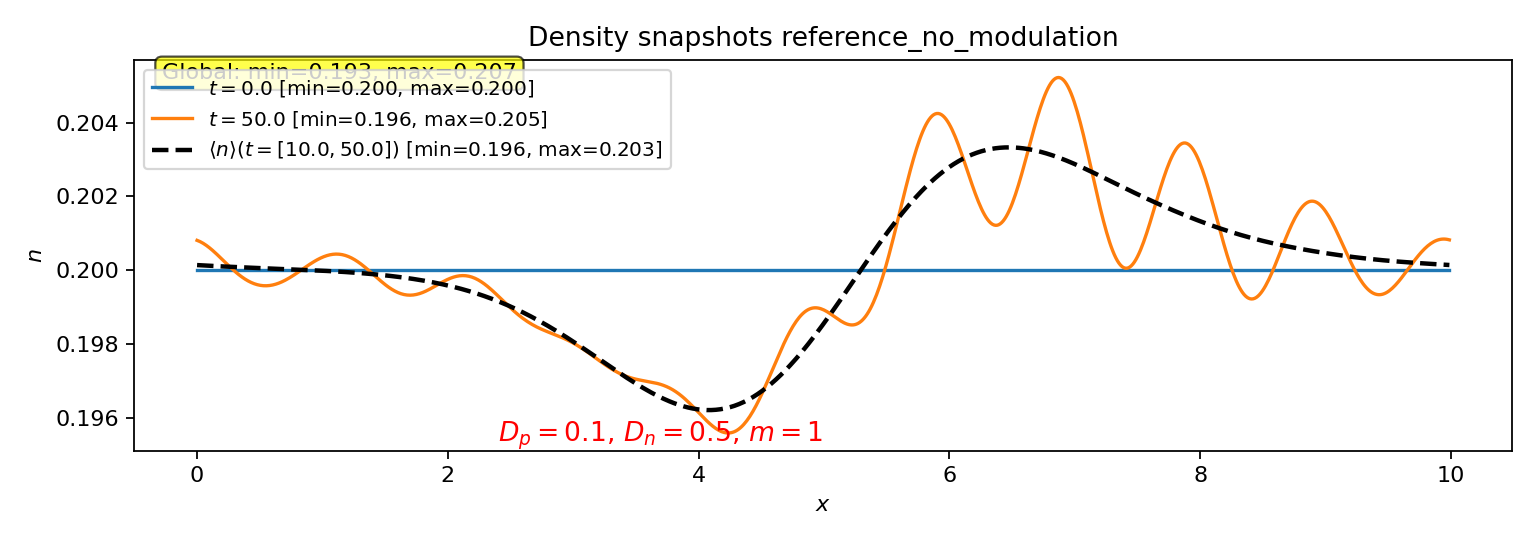 Density snapshots reference_no_modulation
Global: min=0.193, max=0.207
t = 0.0 [min=0.200, max=0.200]
t = 50.0 [min=0.196, max=0.205]
⟨n⟩(t = [10.0, 50.0]) [min=0.196, max=0.203]
n
0.204
0.202
0.200
0.198
0.196
D_p = 0.1, D_n = 0.5, m = 1
0 2 4 6 8 10
x